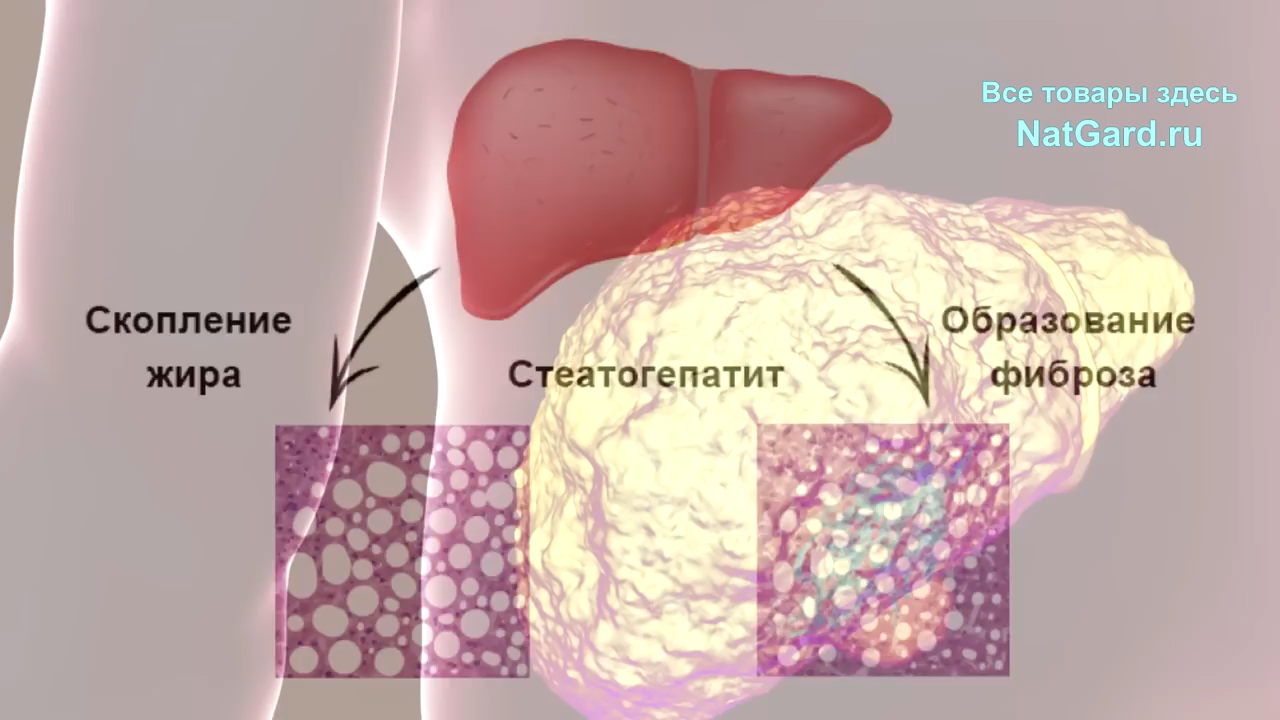 Все товары здесь
NatGard.ru
Скопление
жира
Стеатогепатит
Образование
фиброза